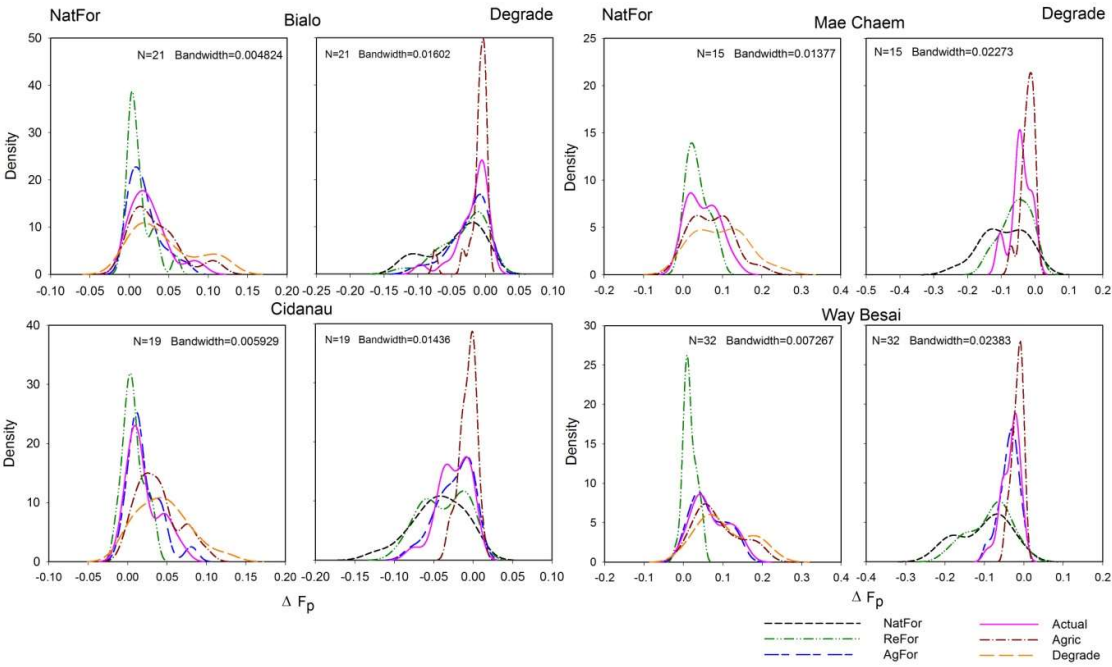 NatFor Bialo Degrade NatFor Mae Chaem Degrade
N=21 Bandwidth=0.004824
N=21 Bandwidth=0.01602
N=15 Bandwidth=0.01377
N=15 Bandwidth=0.02273
50
40
30
20
10
0
Density
25
20
15
10
5
0
Density
-0.10 -0.05 0.00 0.05 0.10 0.15 0.20
-0.25 -0.20 -0.15 -0.10 -0.05 0.00 0.05 0.10
-0.2 -0.1 0.0 0.1 0.2 0.3 0.4
-0.5 -0.4 -0.3 -0.2 -0.1 0.0 0.1 0.2
Cidanau
Way Besai
N=19 Bandwidth=0.005929
N=19 Bandwidth=0.01436
N=32 Bandwidth=0.007267
N=32 Bandwidth=0.02383
40
30
20
10
0
Density
30
25
20
15
10
5
0
Density
-0.10 -0.05 0.00 0.05 0.10 0.15 0.20
-0.20 -0.15 -0.10 -0.05 0.00 0.05 0.10
-0.2 -0.1 0.0 0.1 0.2 0.3 0.4
-0.4 -0.3 -0.2 -0.1 0.0 0.1 0.2
Δ Fp
Δ Fp
NatFor
ReFor
AgFor
Actual
Agric
Degrade